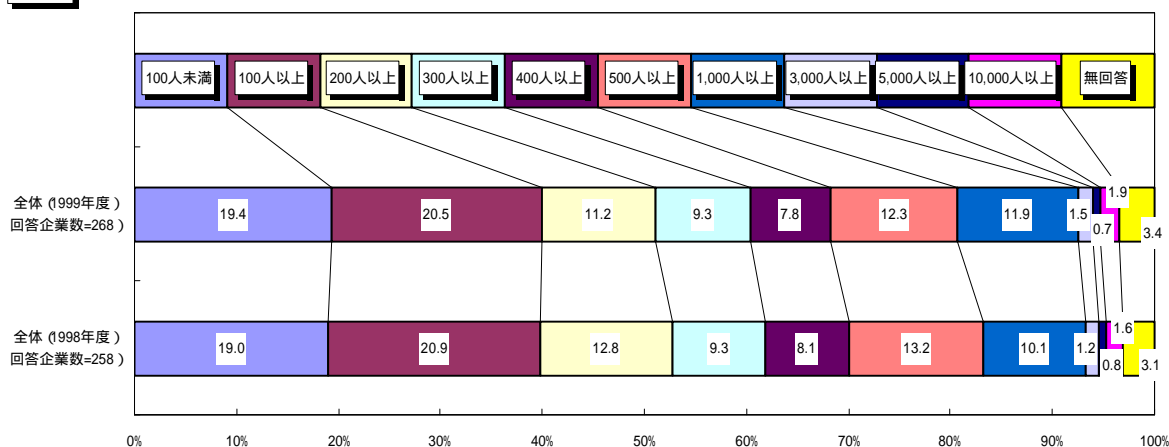 100人未満 100人以上 200人以上 300人以上 400人以上 500人以上 1,000人以上 3,000人以上 5,000人以上 10,000人以上 無回答
全体（1999年度）
回答企業数=268）
19.4 20.5 11.2 9.3 7.8 12.3 11.9 1.5 0.7 1.9 3.4
全体（1998年度）
回答企業数=258）
19.0 20.9 12.8 9.3 8.1 13.2 10.1 1.2 0.8 1.6 3.1
0% 10% 20% 30% 40% 50% 60% 70% 80% 90% 100%